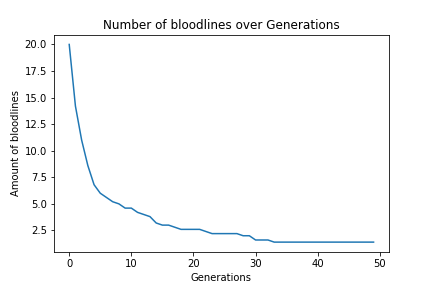 Number of bloodlines over Generations
Amount of bloodlines
20.0
17.5
15.0
12.5
10.0
7.5
5.0
2.5
0 10 20 30 40 50
Generations